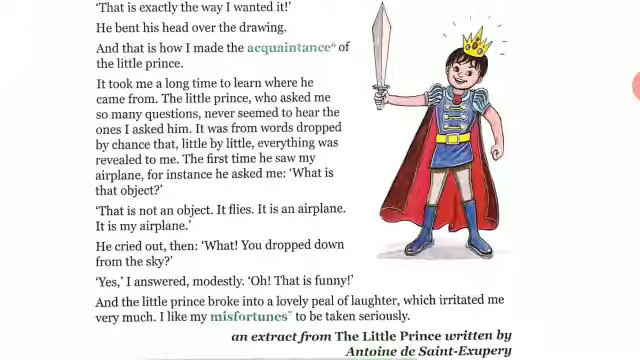 'That is exactly the way I wanted it!'
He bent his head over the drawing.
And that is how I made the acquaintance of
the little prince.
It took me a long time to learn where he
came from. The little prince, who asked me
so many questions, never seemed to hear the
ones I asked him. It was from words dropped
by chance that, little by little, everything was
revealed to me. The first time he saw my
airplane, for instance he asked me: 'What is
that object?'
'That is not an object. It flies. It is an airplane.
It is my airplane.'
He cried out, then: 'What! You dropped down
from the sky?'
'Yes,' I answered, modestly. 'Oh! That is funny!'
And the little prince broke into a lovely peal of laughter, which irritated me
very much. I like my misfortunes to be taken seriously.
an extract from The Little Prince written by
Antoine de Saint-Exupery